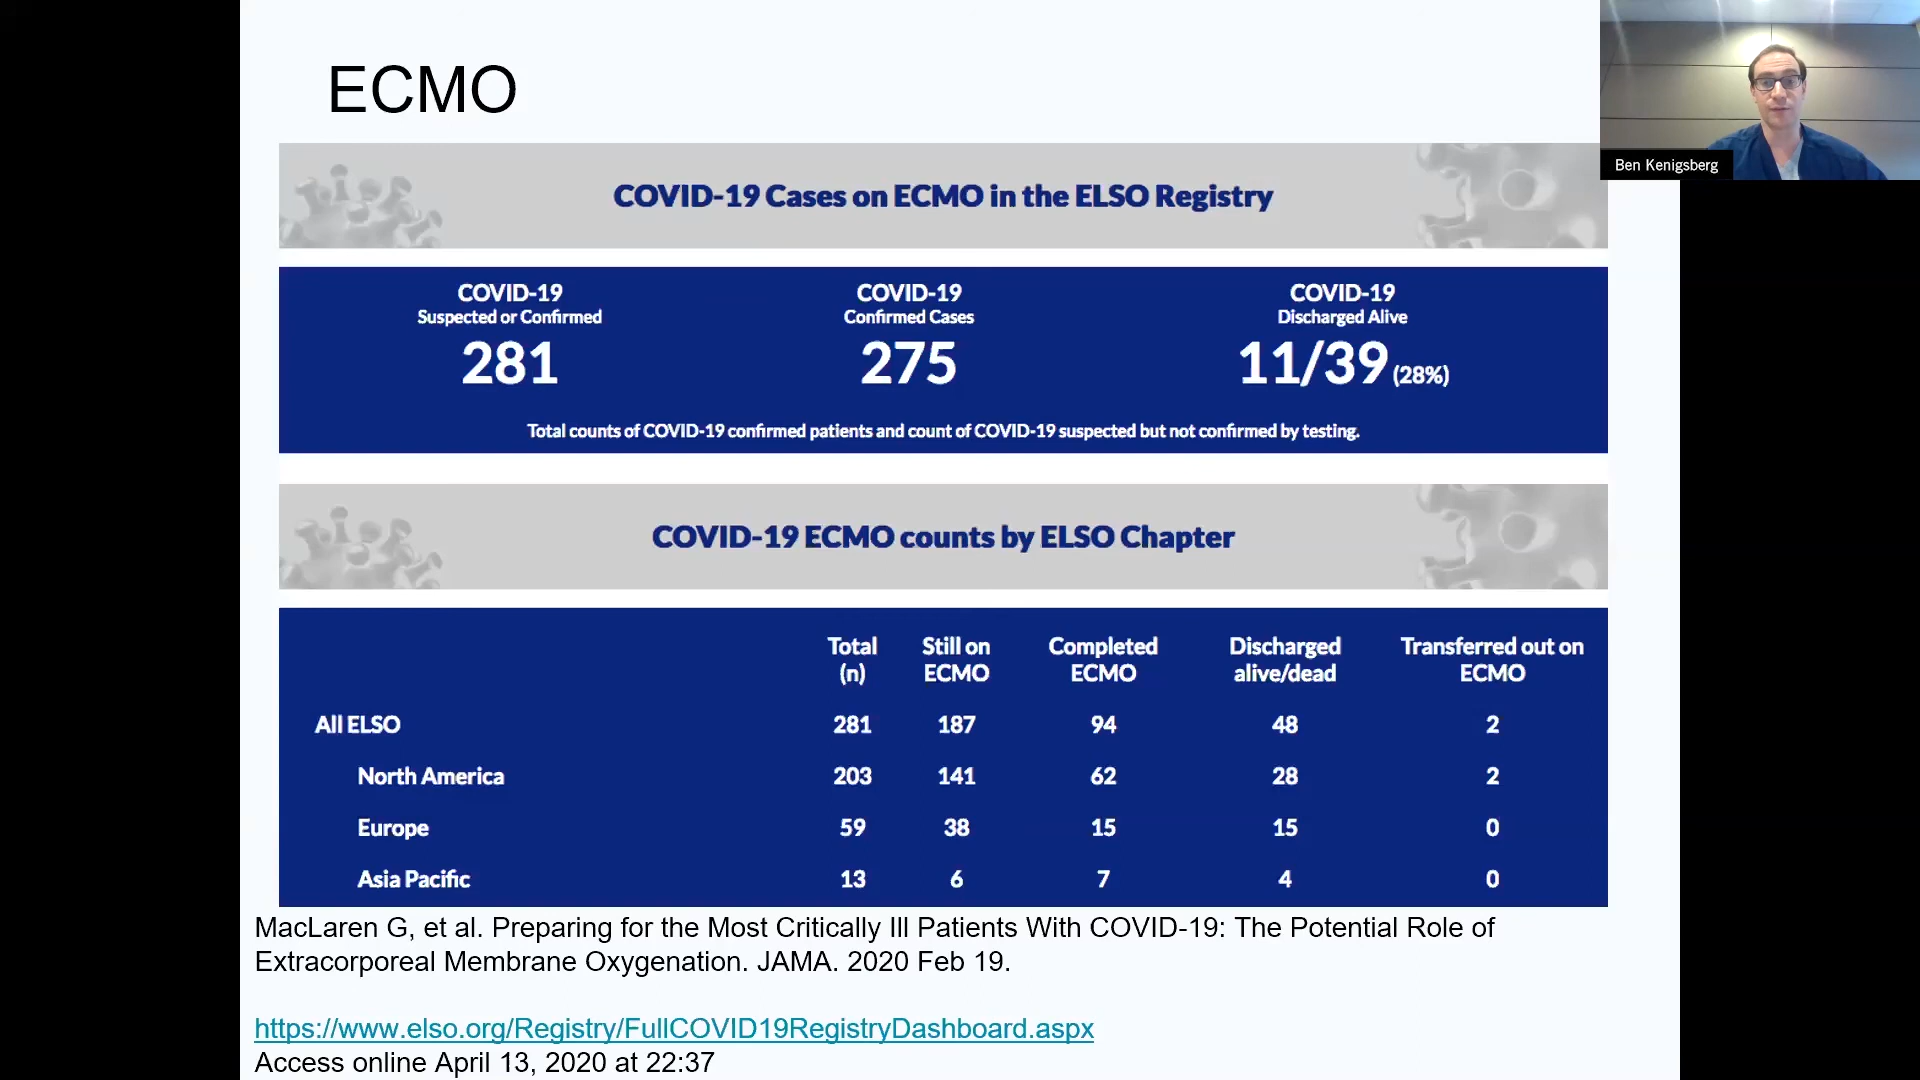 ECMO
Ben Kenigsberg
COVID-19 Cases on ECMO in the ELSO Registry
COVID-19 COVID-19 COVID-19
Suspected or Confirmed Confirmed Cases Discharged Alive
281 275 11/39 (28%)
Total counts of COVID-19 confirmed patients and count of COVID-19 suspected but not confirmed by testing.
COVID-19 ECMO counts by ELSO Chapter
Total Still on Completed Discharged Transferred out on
(n) ECMO ECMO alive/dead ECMO
All ELSO 281 187 94 48 2
North America 203 141 62 28 2
Europe 59 38 15 15 0
Asia Pacific 13 6 7 4 0
MacLaren G, et al. Preparing for the Most Critically Ill Patients With COVID-19: The Potential Role of
Extracorporeal Membrane Oxygenation. JAMA. 2020 Feb 19.
https://www.elso.org/Registry/FullCOVID19RegistryDashboard.aspx
Access online April 13, 2020 at 22:37